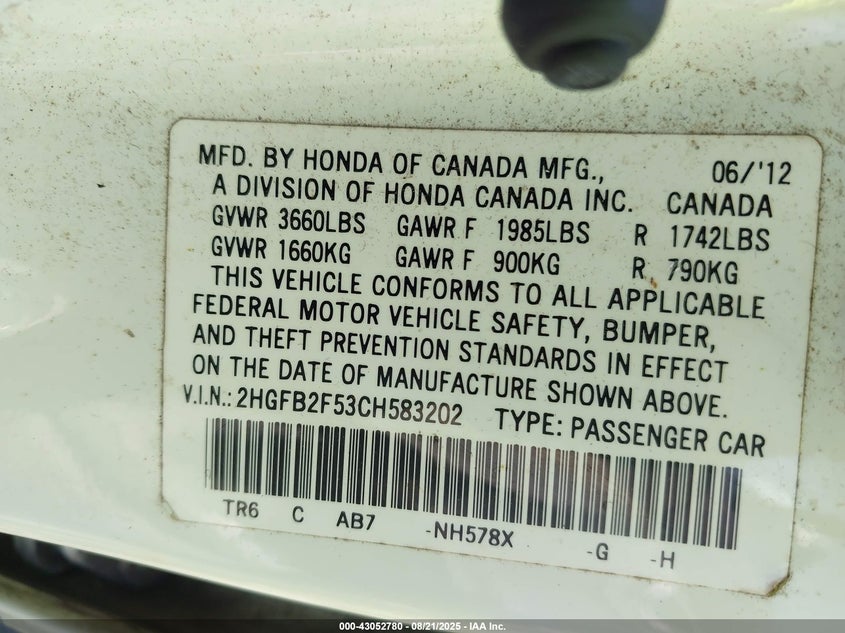 MFD. BY HONDA OF CANADA MFG., 06/'12
A DIVISION OF HONDA CANADA INC. CANADA
GVWR 3660LBS GAWR F 1985LBS R 1742LBS
GVWR 1660KG GAWR F 900KG R 790KG
THIS VEHICLE CONFORMS TO ALL APPLICABLE
FEDERAL MOTOR VEHICLE SAFETY, BUMPER,
AND THEFT PREVENTION STANDARDS IN EFFECT
ON THE DATE OF MANUFACTURE SHOWN ABOVE.
V.I.N.: 2HGFB2F53CH583202 TYPE: PASSENGER CAR
TR6 C AB7 -NH578X -G -H
000-43052780 - 08/21/2025 - IAA Inc.